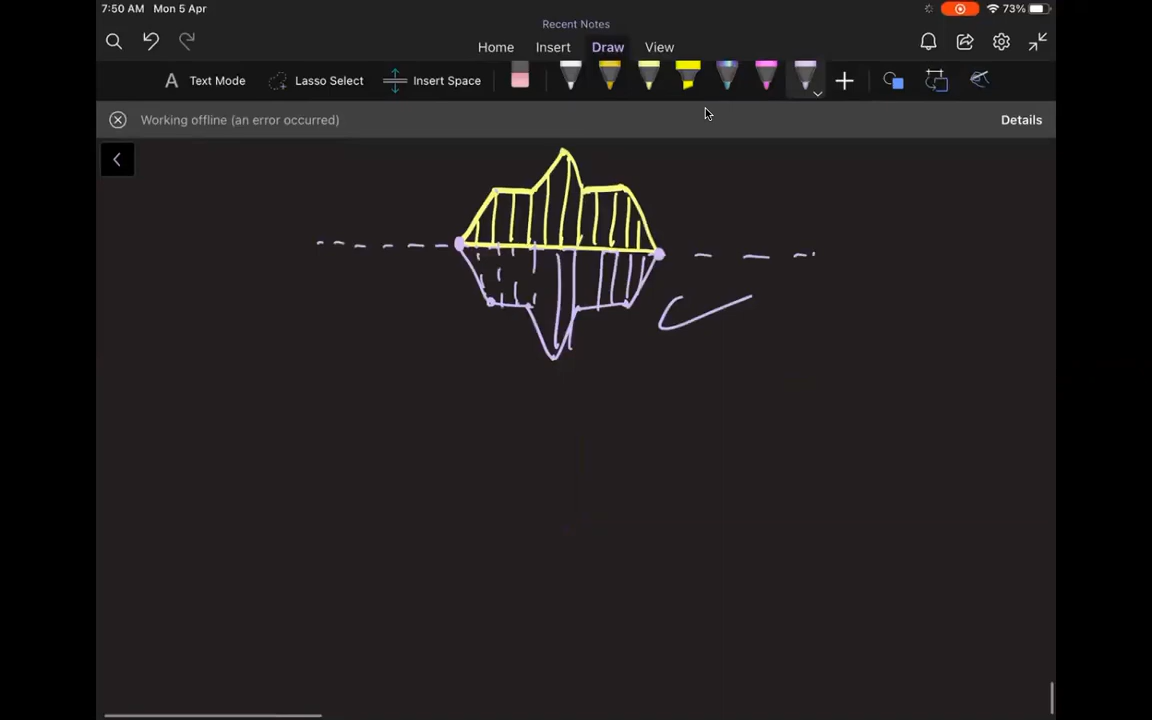 7:50 AM Mon 5 Apr
73%
Recent Notes
Home Insert Draw View
Text Mode Lasso Select Insert Space
Working offline (an error occurred) Details